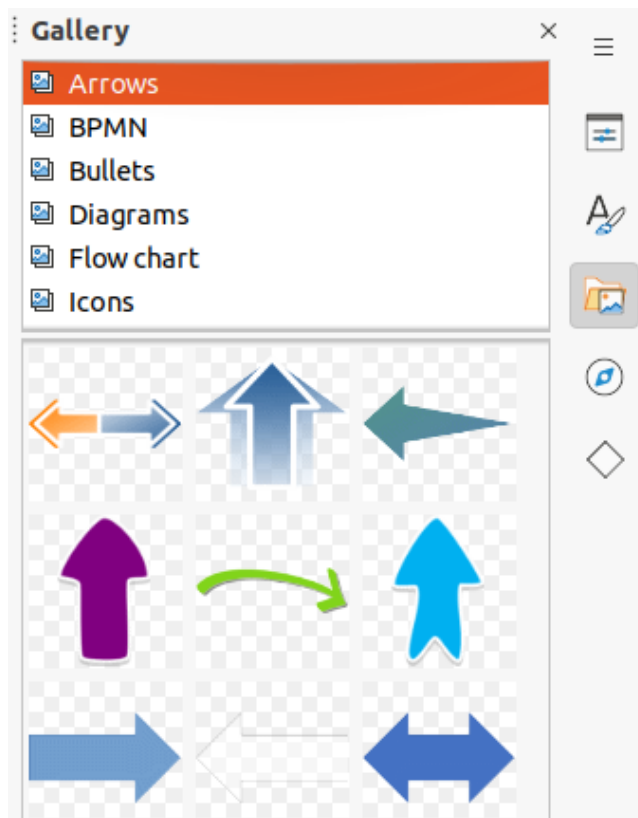 Gallery
Arrows
BPMN
Bullets
Diagrams
Flow chart
Icons